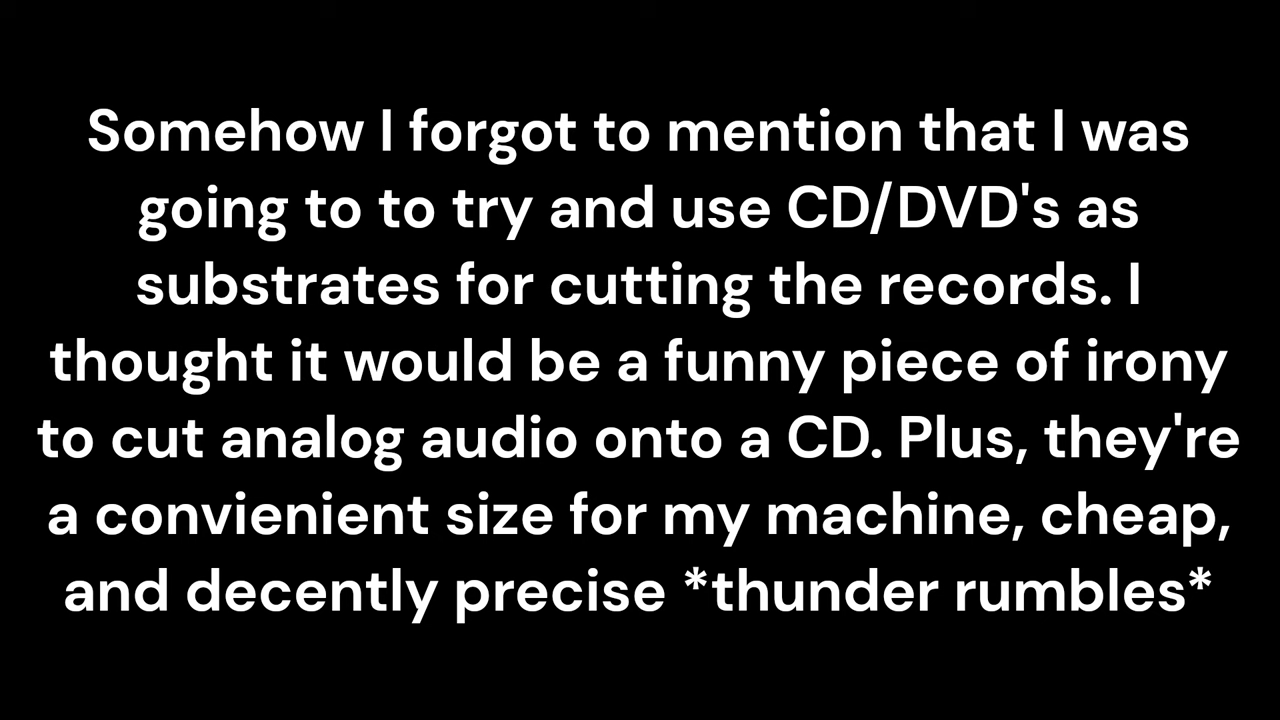 Somehow I forgot to mention that I was
going to to try and use CD/DVD's as
substrates for cutting the records. I
thought it would be a funny piece of irony
to cut analog audio onto a CD. Plus, they're
a convienient size for my machine, cheap,
and decently precise *thunder rumbles*